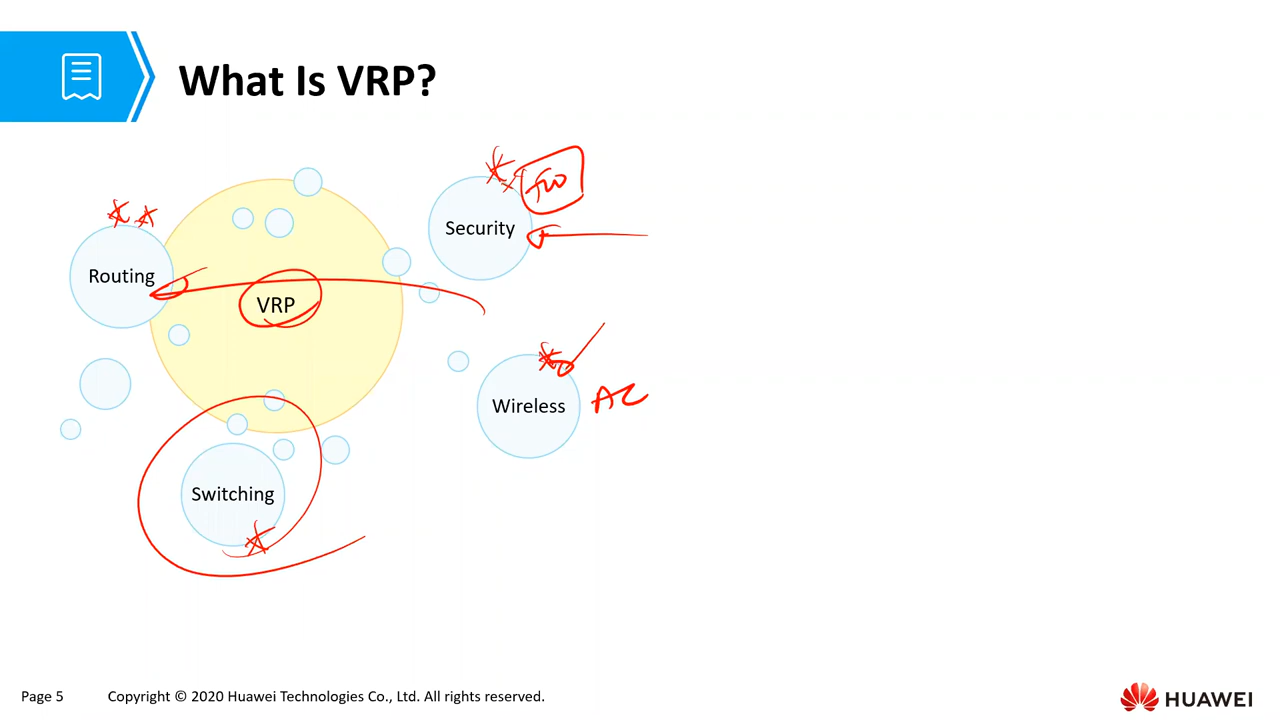 What Is VRP?
Security
Routing
VRP
Wireless
AC
Switching
Page 5 Copyright © 2020 Huawei Technologies Co., Ltd. All rights reserved.
HUAWEI